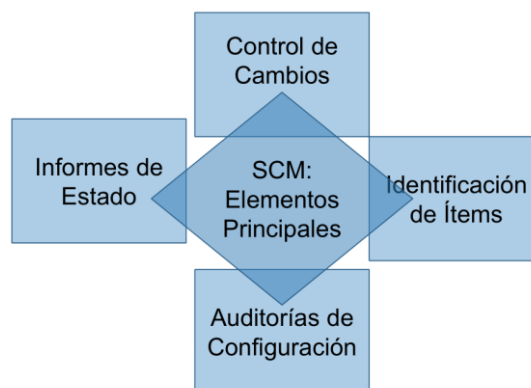 Control de
Cambios
Informes de
Estado
SCM:
Elementos
Principales
Identificación
de Ítems
Auditorías de
Configuración